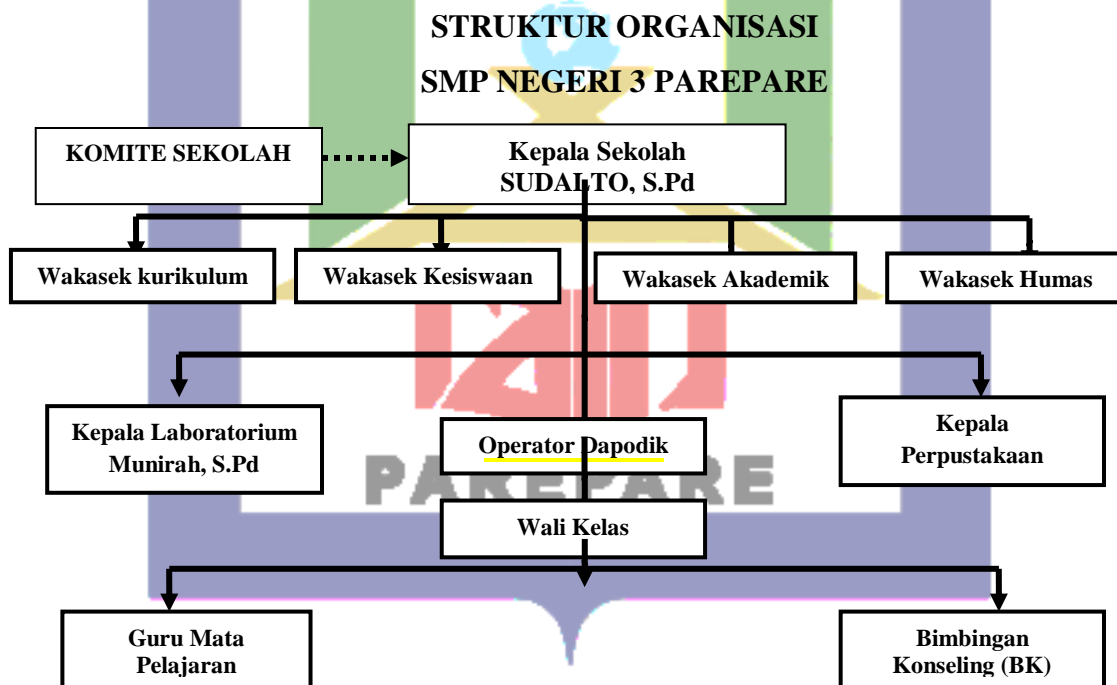 STRUKTUR ORGANISASI
SMP NEGERI 3 PAREPARE
KOMITE SEKOLAH
Kepala Sekolah
SUDALTO, S.Pd
Wakasek kurikulum
Wakasek Kesiswaan
Wakasek Akademik
Wakasek Humas
Kepala Laboratorium
Munirah, S.Pd
Operator Dapodik
Kepala
Perpustakaan
PAREPARE
Wali Kelas
Guru Mata
Pelajaran
Bimbingan
Konseling (BK)